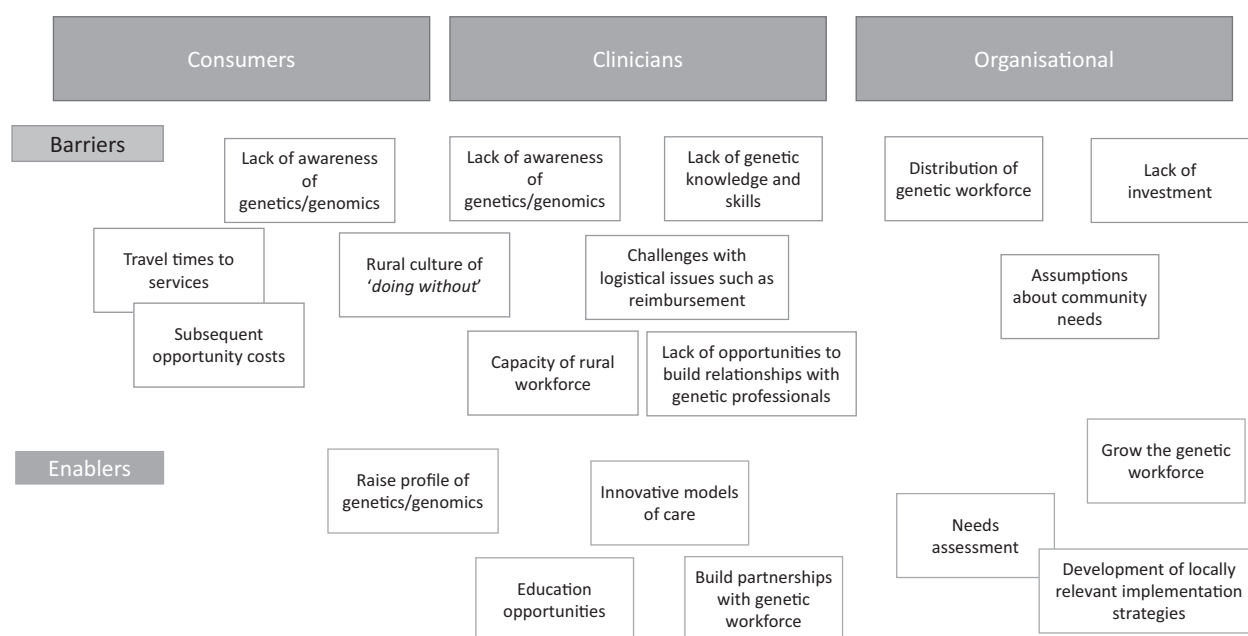 Consumers
Clinicians
Organisational
Barriers
Lack of awareness
of
genetics/genomics
Lack of awareness
of
genetics/genomics
Lack of genetic
knowledge and
skills
Distribution of
genetic workforce
Lack of
investment
Travel times to
services
Rural culture of
‘doing without’
Challenges with
logistical issues such as
reimbursement
Assumptions
about community
needs
Subsequent
opportunity costs
Capacity of rural
workforce
Lack of opportunities to
build relationships with
genetic professionals
Enablers
Raise profile of
genetics/genomics
Innovative models
of care
Grow the genetic
workforce
Needs
assessment
Education
opportunities
Build partnerships
with genetic
workforce
Development of locally
relevant implementation
strategies